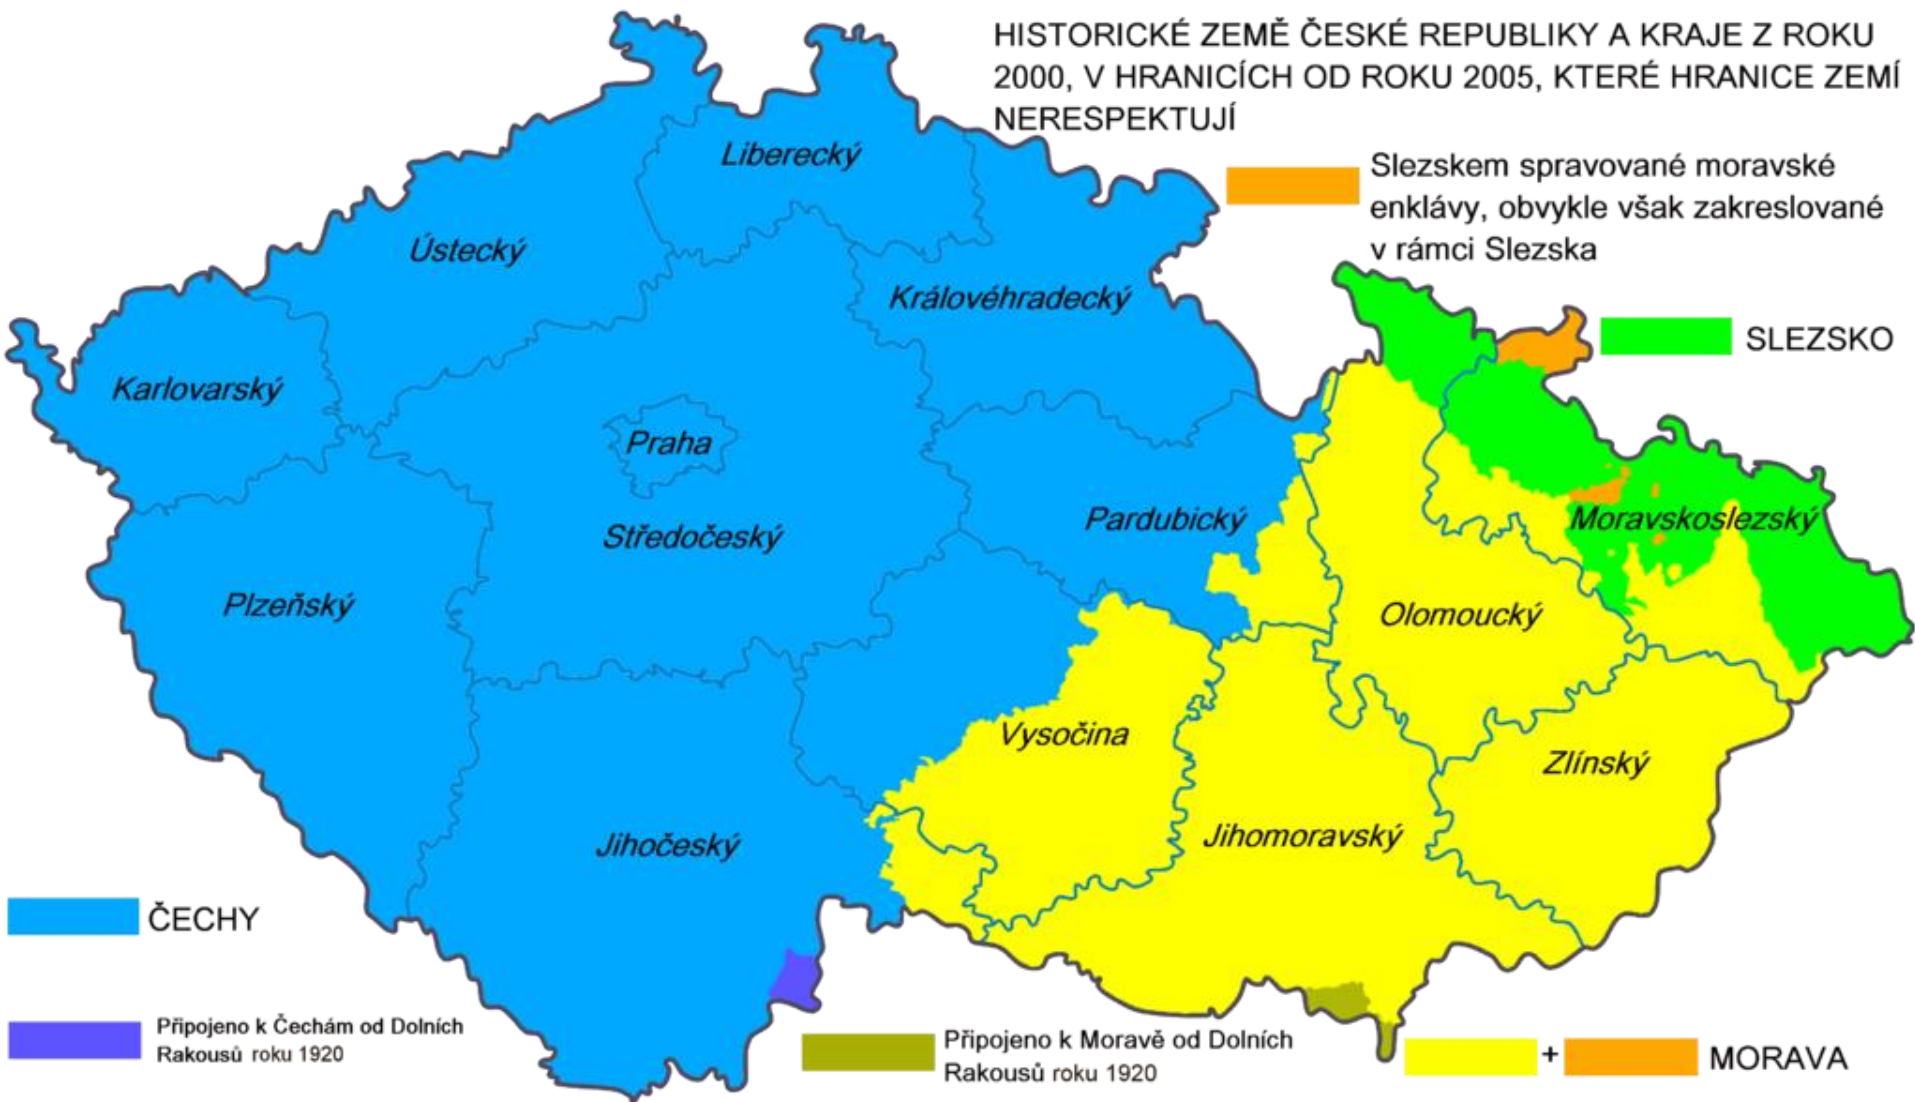 HISTORICKÉ ZEMĚ ČESKÉ REPUBLIKY A KRAJE Z ROKU
2000, V HRANICÍCH OD ROKU 2005, KTERÉ HRANICE ZEMÍ
NERESPEKTUJÍ
Slezskem spravované moravské
enklávy, obvykle však zakreslované
v rámci Slezska
SLEZSKO
Liberecký
Ústecký
Královéhradecký
Karlovarský
Praha
Středočeský
Pardubický
Moravskoslezský
Plzeňský
Olomoucký
Vysočina
Zlínský
Jihočeský
Jihomoravský
ČECHY
Připojeno k Čechám od Dolních
Rakousů roku 1920
Připojeno k Moravě od Dolních
Rakousů roku 1920
+ MORAVA